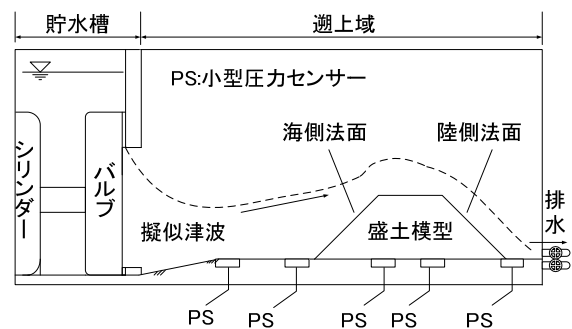 貯水槽
遡上域
PS:小型圧力センサー
海側法面
陸側法面
シリンダー
バルブ
擬似津波
盛土模型
排水
PS
PS
PS
PS
PS